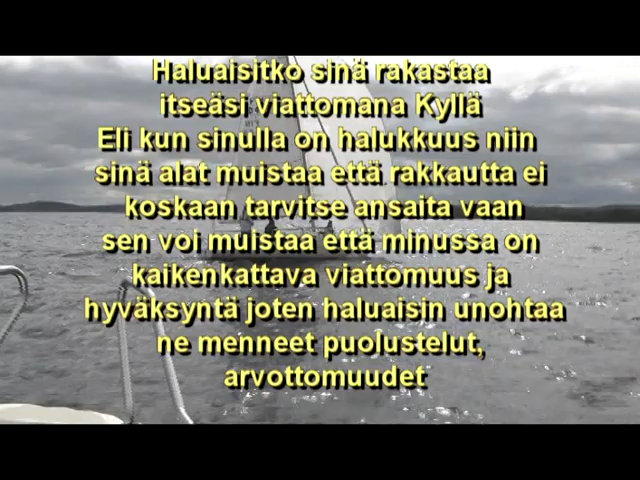 Haluaisitko sinä rakastaa
itseäsi viattomana Kyllä
Eli kun sinulla on halukkuus niin
sinä alat muistaa että rakkautta ei
koskaan tarvitse ansaita vaan
sen voi muistaa että minussa on
kaikenkattava viattomuus ja
hyväksyntä joten haluaisin unohtaa
ne menneet puolustelut,
arvottomuudet